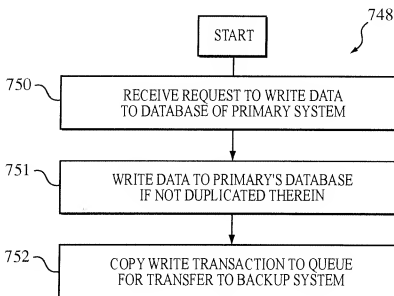 START
748
750
RECEIVE REQUEST TO WRITE DATA
TO DATABASE OF PRIMARY SYSTEM
751
WRITE DATA TO PRIMARY'S DATABASE
IF NOT DUPLICATED THEREIN
752
COPY WRITE TRANSACTION TO QUEUE
FOR TRANSFER TO BACKUP SYSTEM